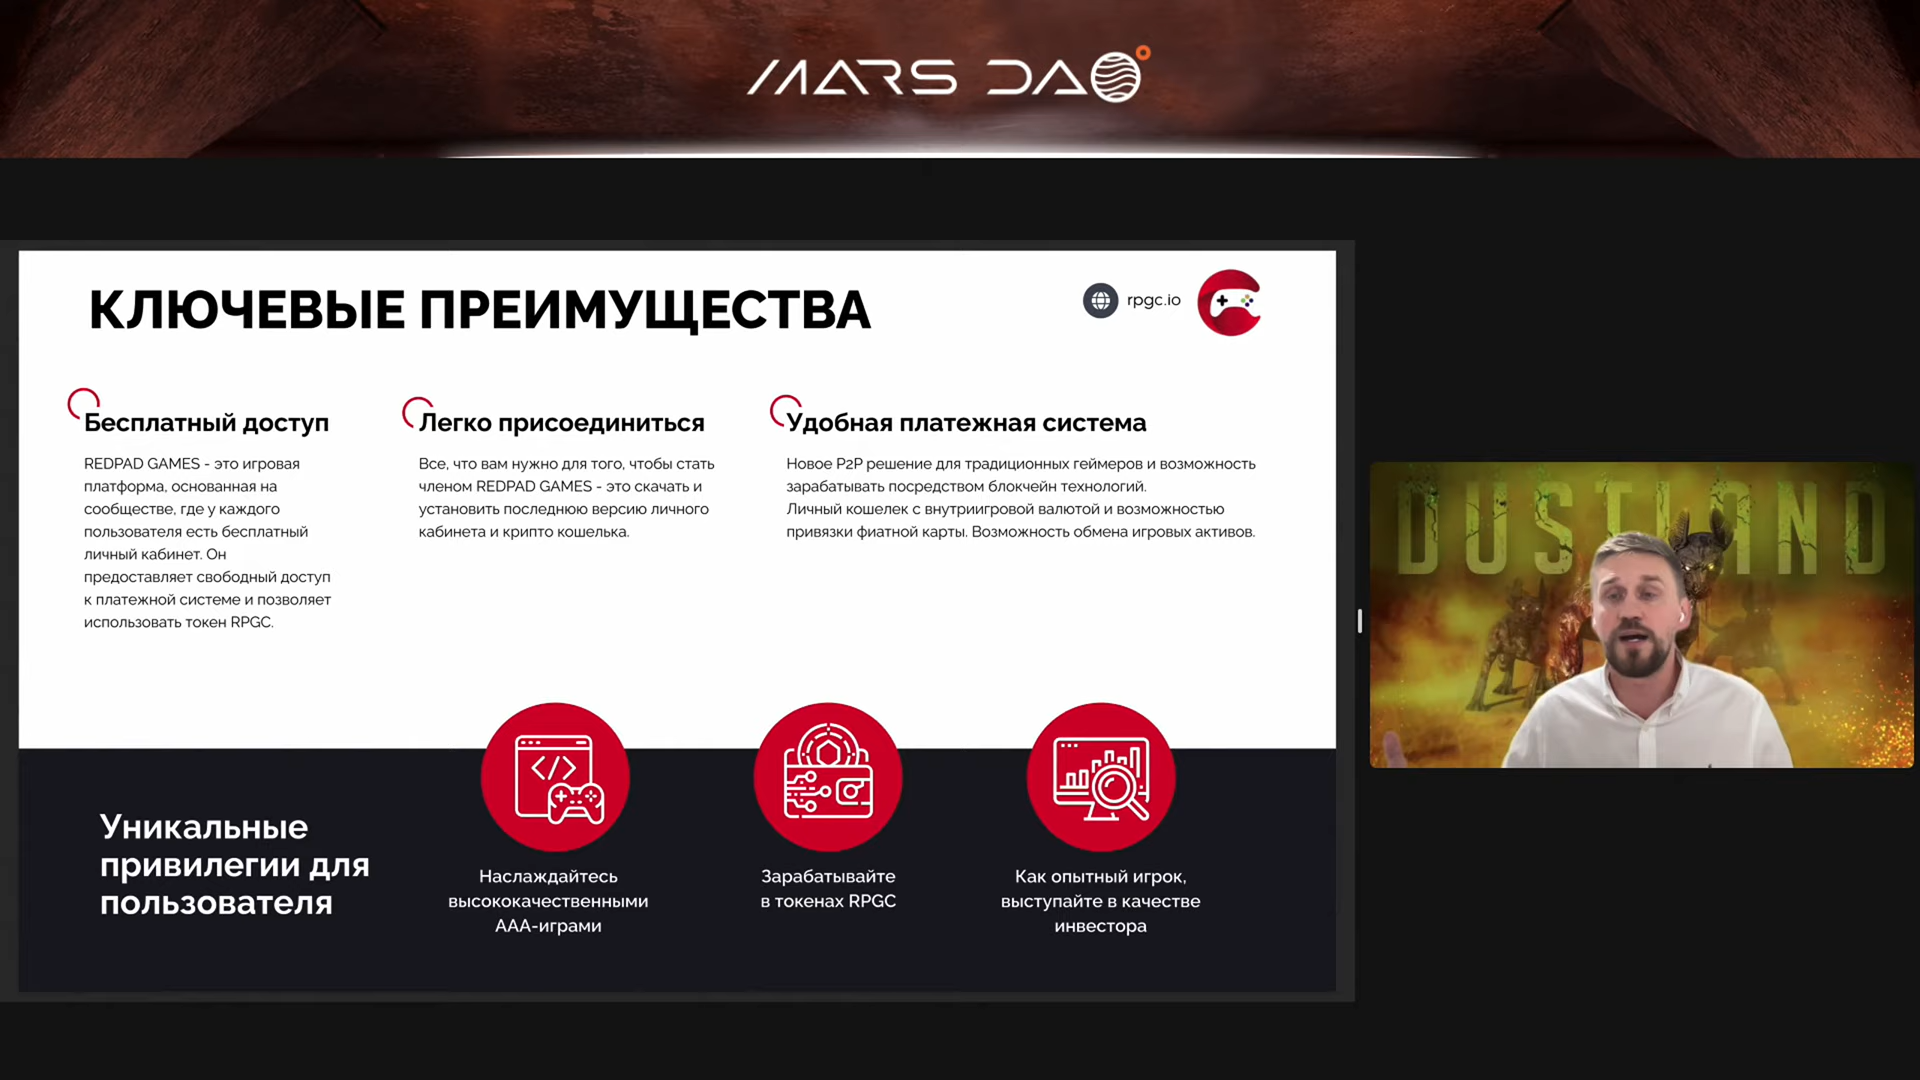 MARS DAO
КЛЮЧЕВЫЕ ПРЕИМУЩЕСТВА
rpgc.io
Бесплатный доступ
REDPAD GAMES - это игровая
платформа, основанная на
сообществе, где у каждого
пользователя есть бесплатный
личный кабинет. Он
предоставляет свободный доступ
к платежной системе и позволяет
использовать токен RPGC.
Легко присоединиться
Все, что вам нужно для того, чтобы стать
членом REDPAD GAMES - это скачать и
установить последнюю версию личного
кабинета и крипто кошелька.
Удобная платежная система
Новое P2P решение для традиционных геймеров и возможность
зарабатывать посредством блокчейн технологий.
Личный кошелек с внутриигровой валютой и возможностью
привязки фиатной карты. Возможность обмена игровых активов.
DUSTLAND
Уникальные
привилегии для
пользователя
Наслаждайтесь
высококачественными
ААА-играми
Зарабатывайте
в токенах RPGC
Как опытный игрок,
выступайте в качестве
инвестора